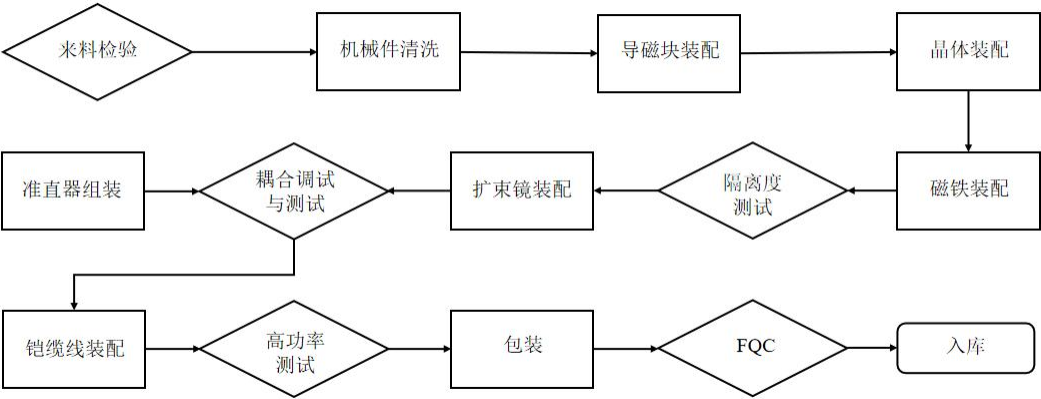 来料检验
机械件清洗
导磁块装配
晶体装配
准直器组装
耦合调试
与测试
扩束镜装配
隔离度
测试
磁铁装配
铠缆线装配
高功率
测试
包装
FQC
入库